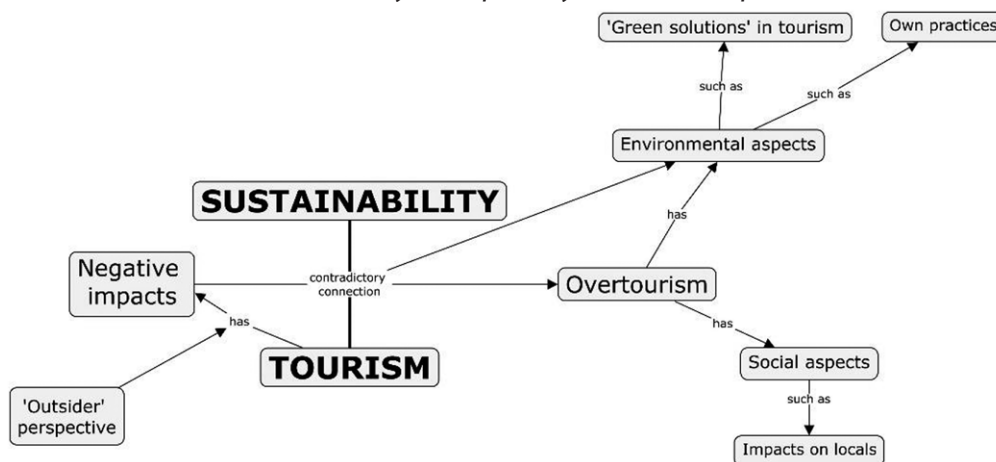 'Green solutions' in tourism
Own practices
such as
such as
Environmental aspects
SUSTAINABILITY
has
Negative
impacts
contradictory
connection
Overtourism
has
has
TOURISM
Social aspects
'Outsider'
perspective
such as
Impacts on locals